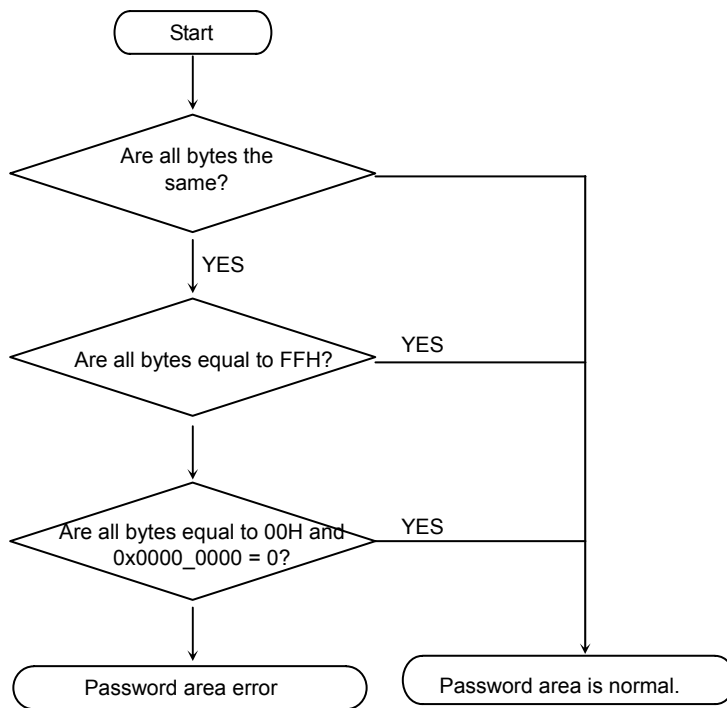 Start
Are all bytes the
same?
YES
Are all bytes equal to FFH?
YES
Are all bytes equal to 00H and
0x0000_0000 = 0?
YES
Password area error
Password area is normal.